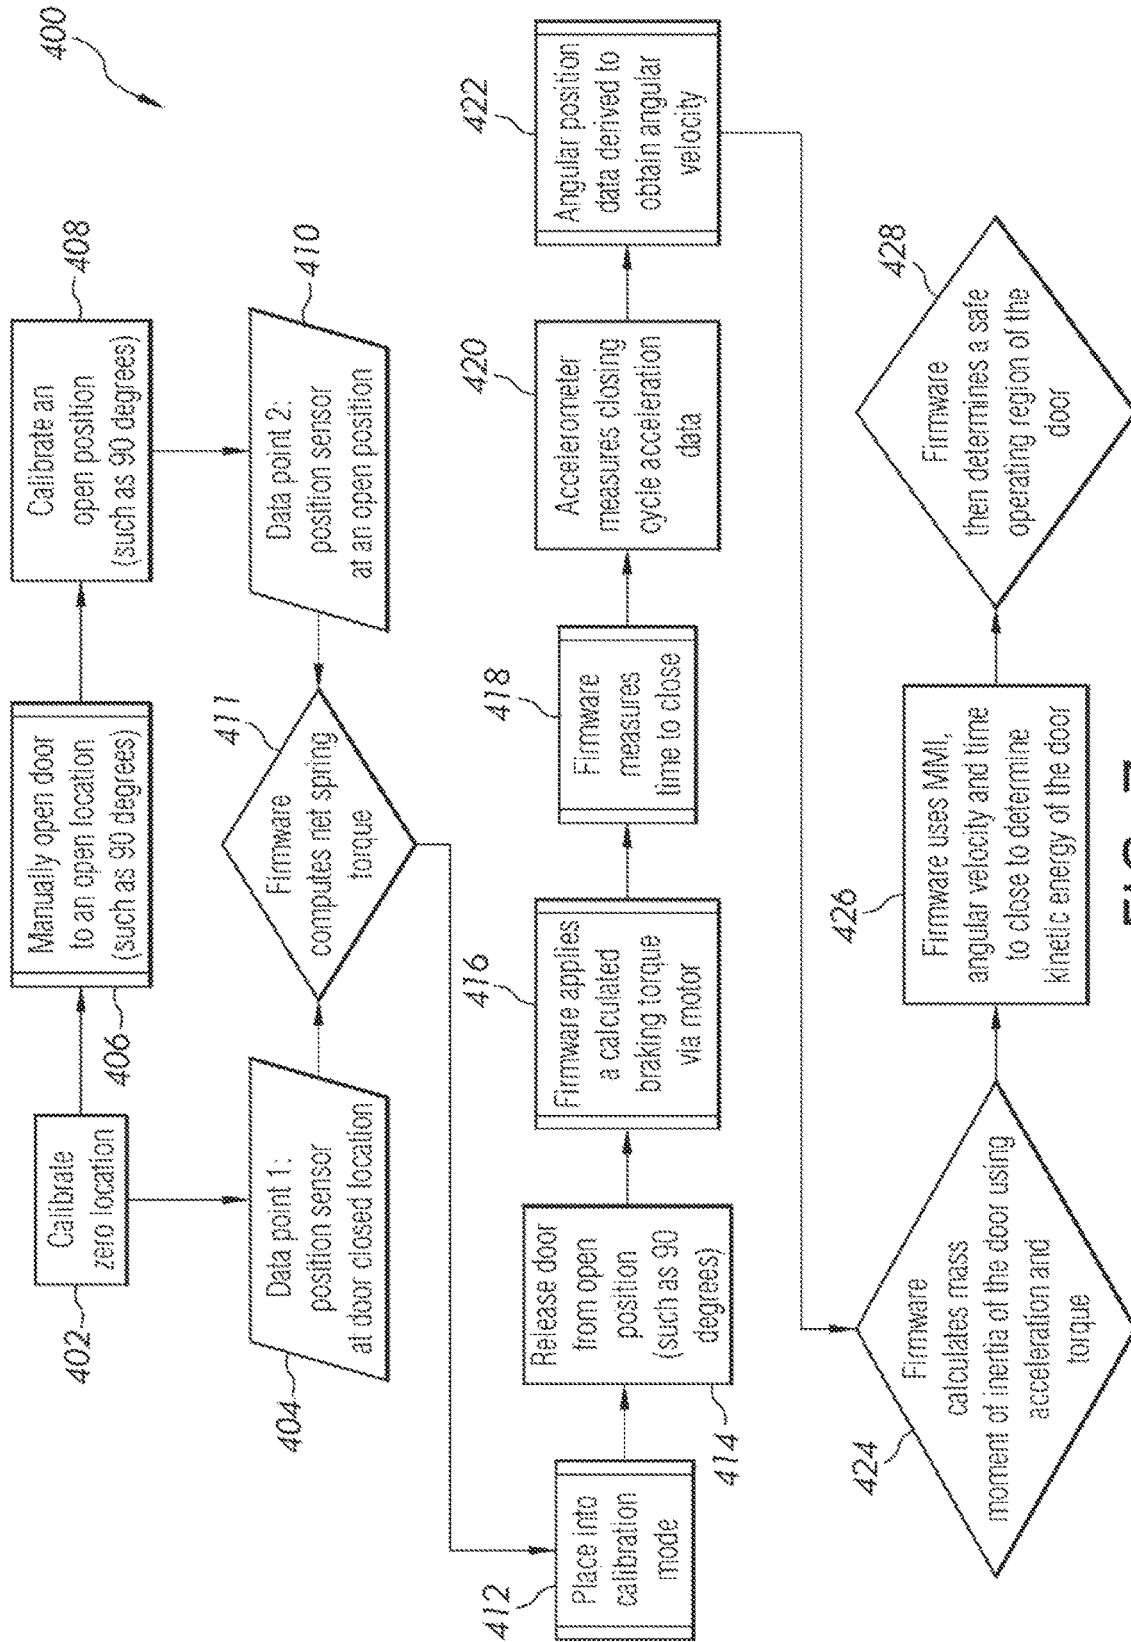 400
402
Calibrate
zero location
406
Manually open door
to an open location
(such as 90 degrees)
408
Calibrate an
open position
(such as 90 degrees)
404
Data point 1:
position sensor
at door closed location
411
Firmware
computes net spring
torque
410
Data point 2:
position sensor
at an open position
412
Place into
calibration
mode
414
Release door
from open
position
(such as 90
degrees)
416
Firmware applies
a calculated
braking torque
via motor
418
Firmware
measures
time to close
420
Accelerometer
measures closing
cycle acceleration
data
422
Angular position
data derived to
obtain angular
velocity
424
Firmware
calculates mass
moment of inertia of the door using
acceleration and
torque
426
Firmware uses MMI,
angular velocity and time
to close to determine
kinetic energy of the door
428
Firmware
then determines a safe
operating region of the
door